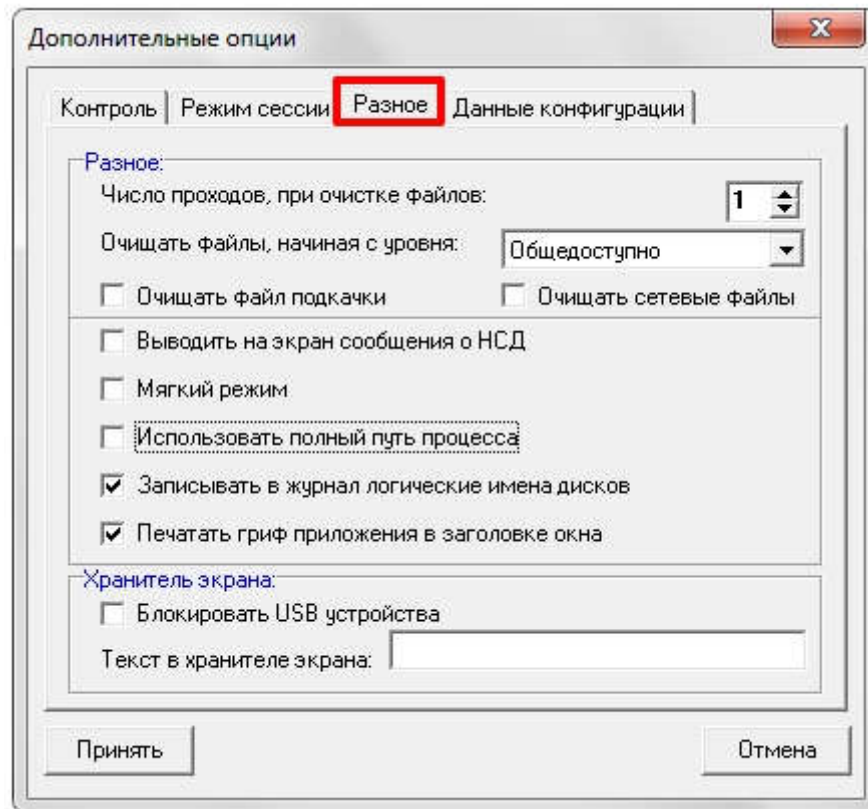 Дополнительные опции
Контроль Режим сессии Разное Данные конфигурации
Разное:
Число проходов, при очистке файлов: 1
Очищать файлы, начиная с уровня: Общедоступно
Очищать файл подкачки Очищать сетевые файлы
Выводить на экран сообщения о НСД
Мягкий режим
Использовать полный путь процесса
Записывать в журнал логические имена дисков
Печатать гриф приложения в заголовке окна
Хранитель экрана:
Блокировать USB устройства
Текст в хранителе экрана:
Принять Отмена